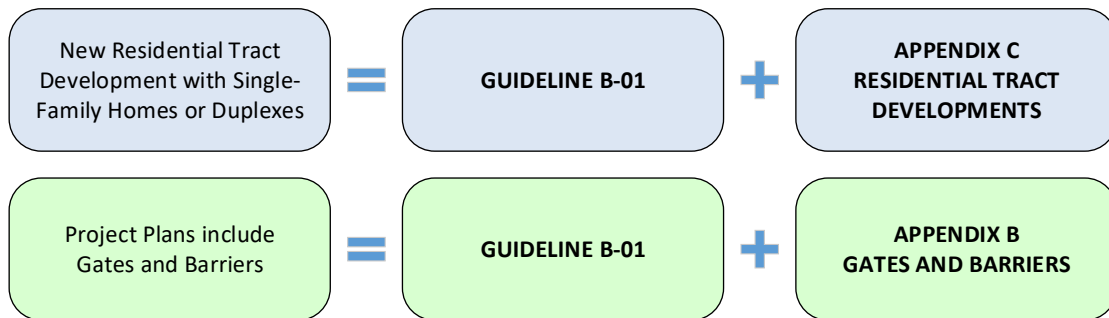 New Residential Tract
Development with Single-
Family Homes or Duplexes
GUIDELINE B-01
APPENDIX C
RESIDENTIAL TRACT
DEVELOPMENTS
Project Plans include
Gates and Barriers
GUIDELINE B-01
APPENDIX B
GATES AND BARRIERS